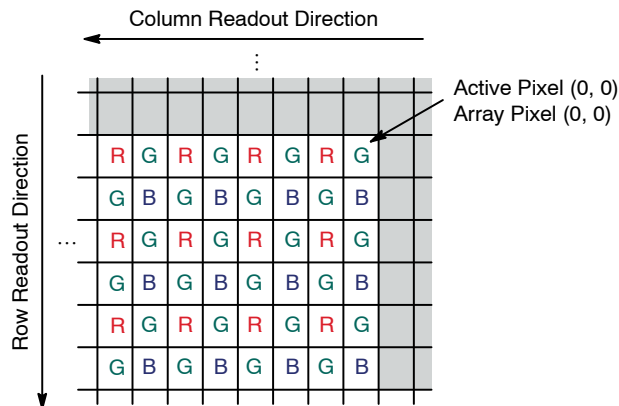 Column Readout Direction
⋮
Active Pixel (0, 0)
Array Pixel (0, 0)
Row Readout Direction
R G R G R G R G
G B G B G B G B
… R G R G R G R G
G B G B G B G B
R G R G R G R G
G B G B G B G B